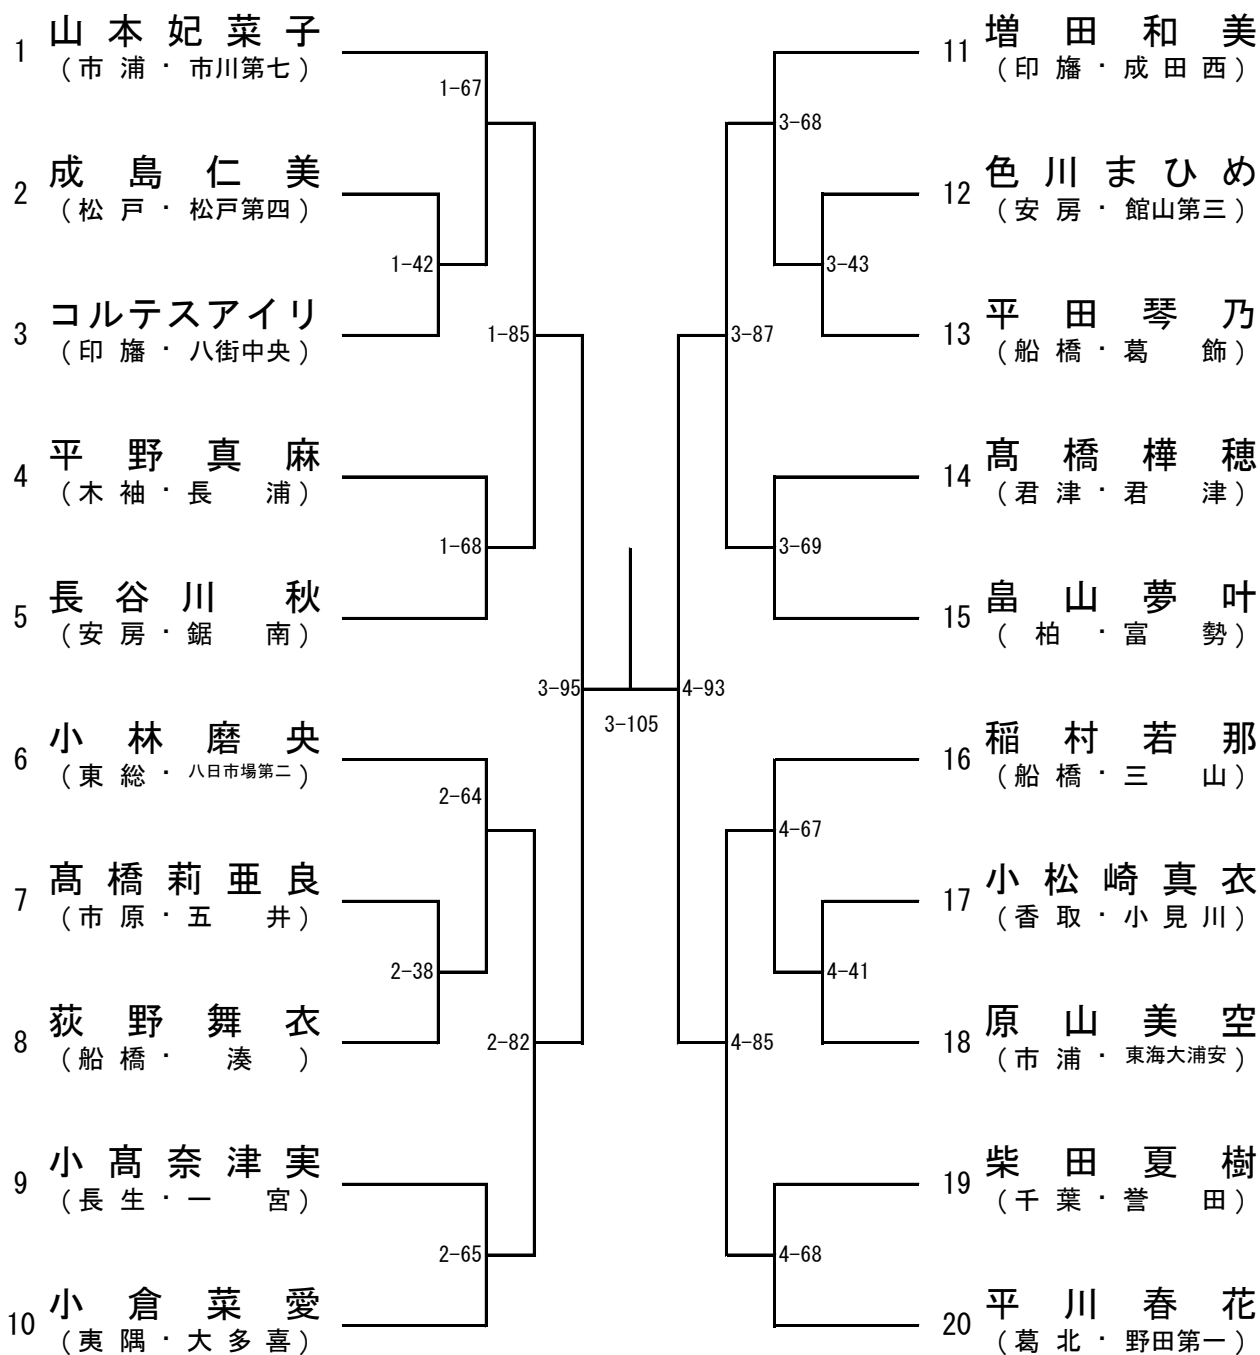 1 山本妃菜子
(市浦・市川第七)
1-67
2 成島仁美
(松戸・松戸第四)
1-42
3 コルテスアイリ
(印旛・八街中央)
1-85
4 平野真麻
(木袖・長浦)
1-68
5 長谷川秋
(安房・鋸南)
3-95
6 小林磨央
(東総・八日市場第二)
2-64
7 髙橋莉亜良
(市原・五井)
2-38
8 荻野舞衣
(船橋・湊)
2-82
9 小髙奈津実
(長生・一宮)
2-65
10 小倉菜愛
(夷隅・大多喜)
3-105
11 増田和美
(印旛・成田西)
3-68
12 色川まひめ
(安房・館山第三)
3-43
13 平田琴乃
(船橋・葛飾)
3-87
14 髙橋樺穂
(君津・君津)
3-69
15 畠山夢叶
(柏・富勢)
4-93
16 稲村若那
(船橋・三山)
4-67
17 小松崎真衣
(香取・小見川)
4-41
18 原山美空
(市浦・東海大浦安)
4-85
19 柴田夏樹
(千葉・誉田)
4-68
20 平川春花
(葛北・野田第一)